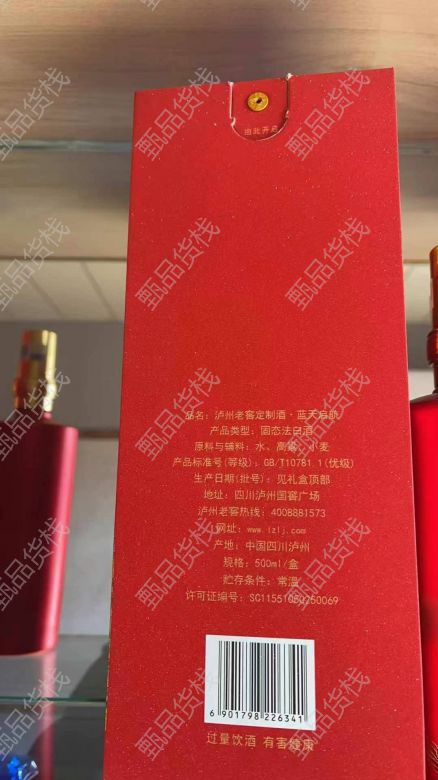 由此开启
品名：泸州老窖定制酒·蓝天启航
产品类型：固态法白酒
原料与辅料：水、高粱、小麦
产品标准号(等级)：GB/T10781.1(优级)
生产日期(批号)：见礼盒顶部
地址：四川泸州国窖广场
泸州老窖热线：4008881573
网址：www.lzlj.com
产地：中国四川泸州
规格：500ml/盒
贮存条件：常温
许可证编号：SC11551050250069
6 901798 226341
过量饮酒 有害健康
甄品货栈